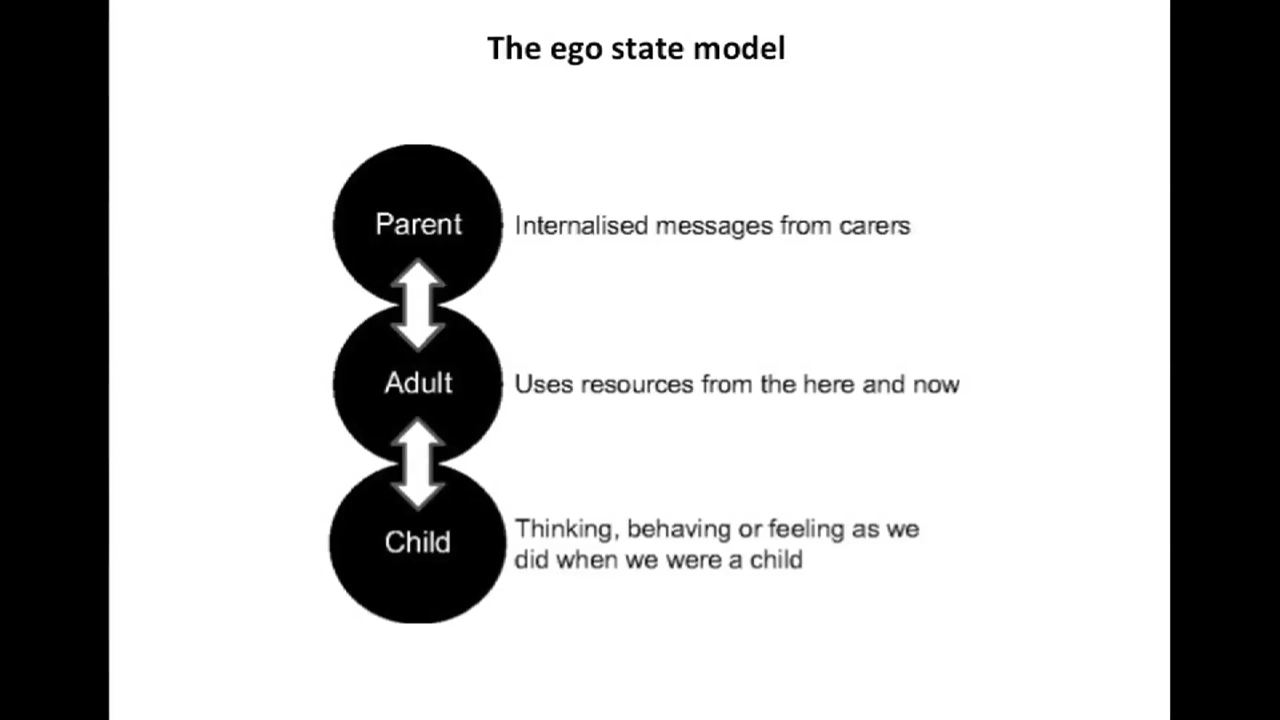 The ego state model
Parent
Internalised messages from carers
Adult
Uses resources from the here and now
Child
Thinking, behaving or feeling as we
did when we were a child